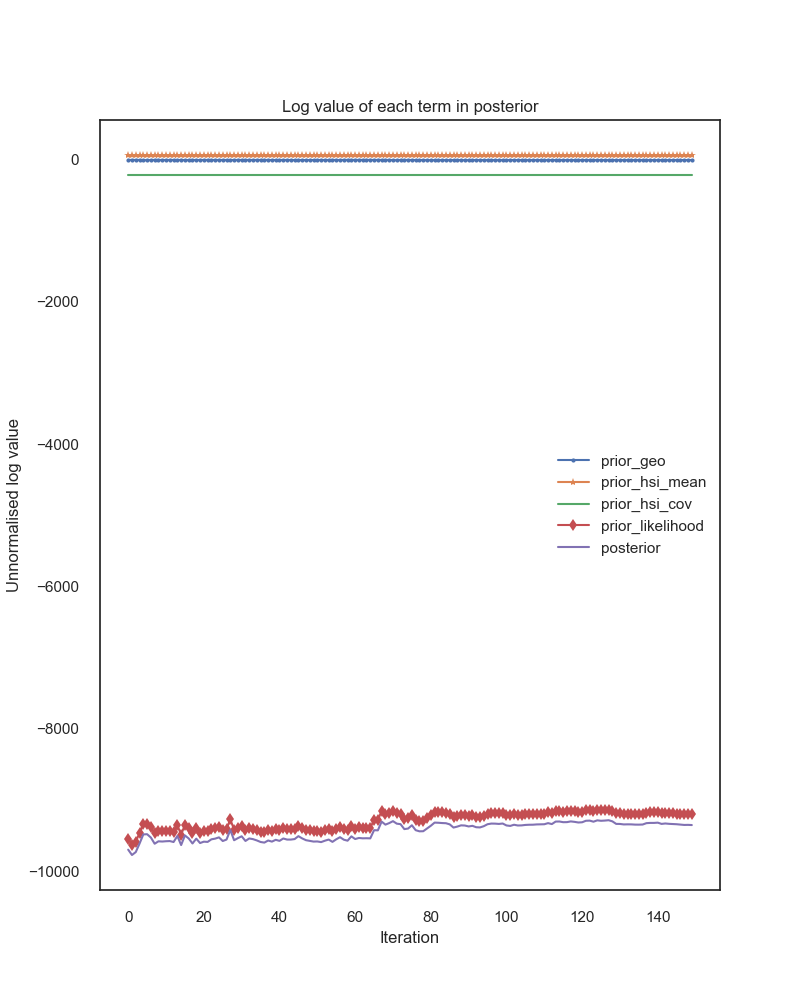 Log value of each term in posterior
0
−2000
−4000
−6000
−8000
−10000
Unnormalised log value
prior_geo
prior_hsi_mean
prior_hsi_cov
prior_likelihood
posterior
0 20 40 60 80 100 120 140
Iteration